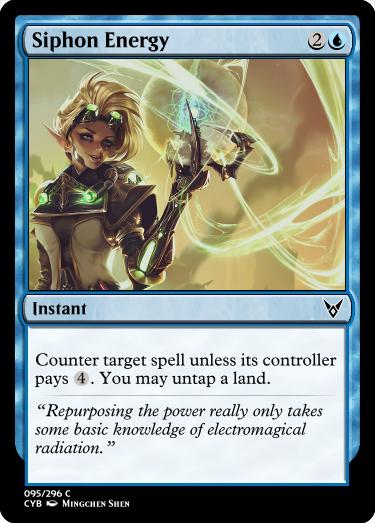 Siphon Energy 2
Instant
Counter target spell unless its controller
pays 4. You may untap a land.
“Repurposing the power really only takes
some basic knowledge of electromagical
radiation.”
095/296 C
CYB Mingchen Shen